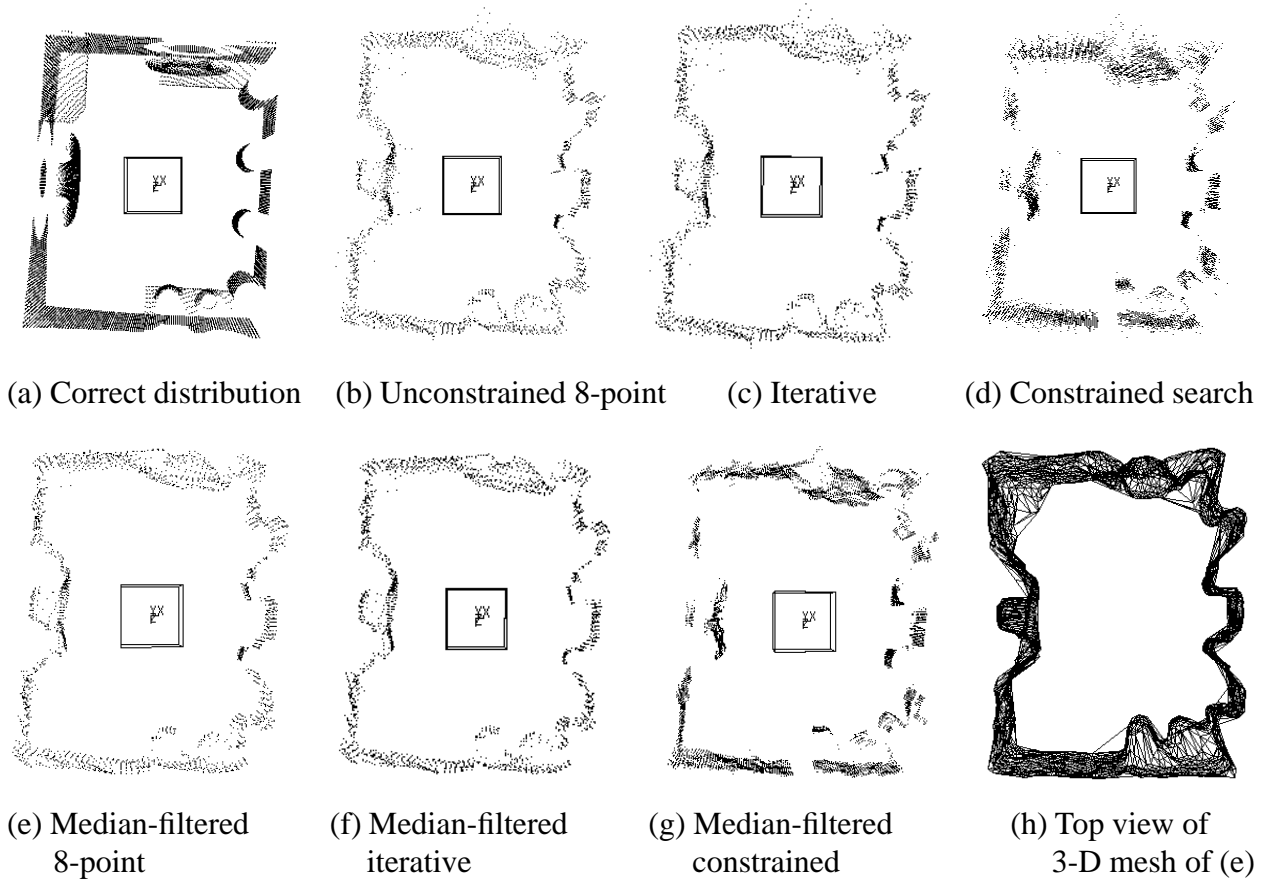 (a) Correct distribution
(b) Unconstrained 8-point
(c) Iterative
(d) Constrained search
(e) Median-filtered
8-point
(f) Median-filtered
iterative
(g) Median-filtered
constrained
(h) Top view of
3-D mesh of (e)